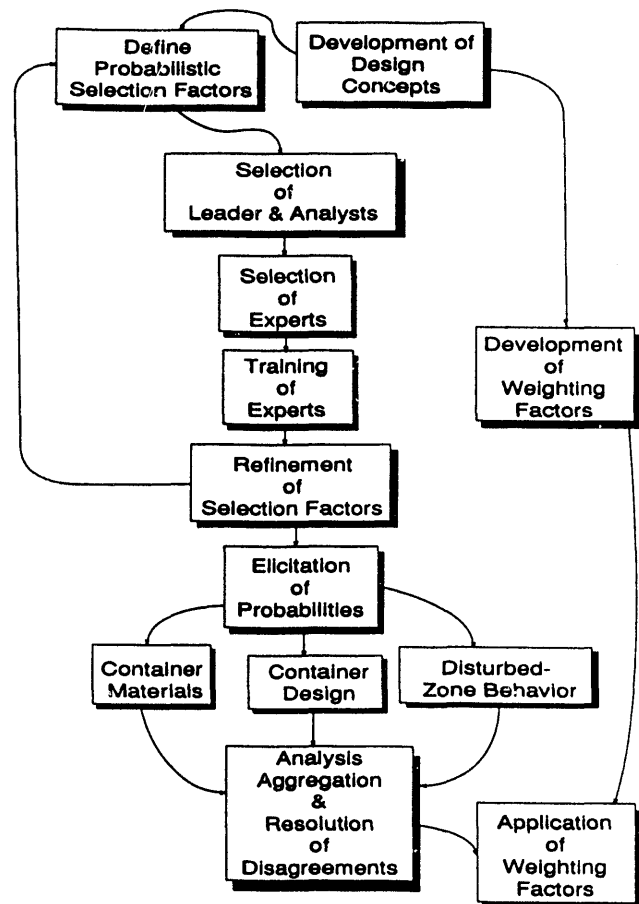 Define
Probabilistic
Selection Factors
Development of
Design
Concepts
Selection
of
Leader & Analysts
Selection
of
Experts
Training
of
Experts
Development
of
Weighting
Factors
Refinement
of
Selection Factors
Elicitation
of
Probabilities
Container
Materials
Container
Design
Disturbed-
Zone Behavior
Analysis
Aggregation
&
Resolution
of
Disagreements
Application
of
Weighting
Factors